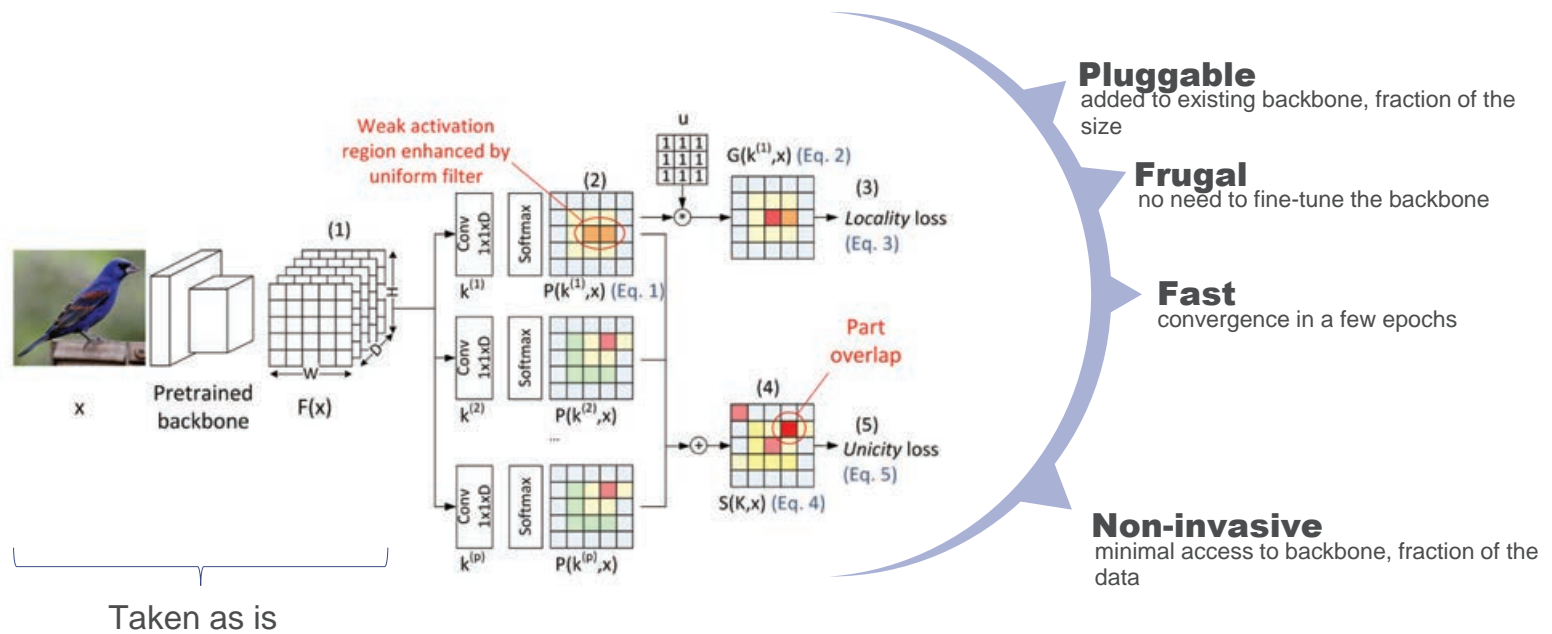 Weak activation
region enhanced by
uniform filter
(1)
H
D
W
x
Pretrained
backbone
F(x)
Conv
1x1xD
k(1)
Softmax
(2)
P(k(1),x) (Eq. 1)
Conv
1x1xD
k(2)
Softmax
P(k(2),x)
...
Conv
1x1xD
k(p)
Softmax
P(k(p),x)
u
1 1 1
1 1 1
1 1 1
*
G(k(1),x) (Eq. 2)
(3)
Locality loss
(Eq. 3)
Part
overlap
+
(4)
S(K,x) (Eq. 4)
(5)
Unicity loss
(Eq. 5)
Taken as is
Pluggable
added to existing backbone, fraction of the
size
Frugal
no need to fine-tune the backbone
Fast
convergence in a few epochs
Non-invasive
minimal access to backbone, fraction of the
data